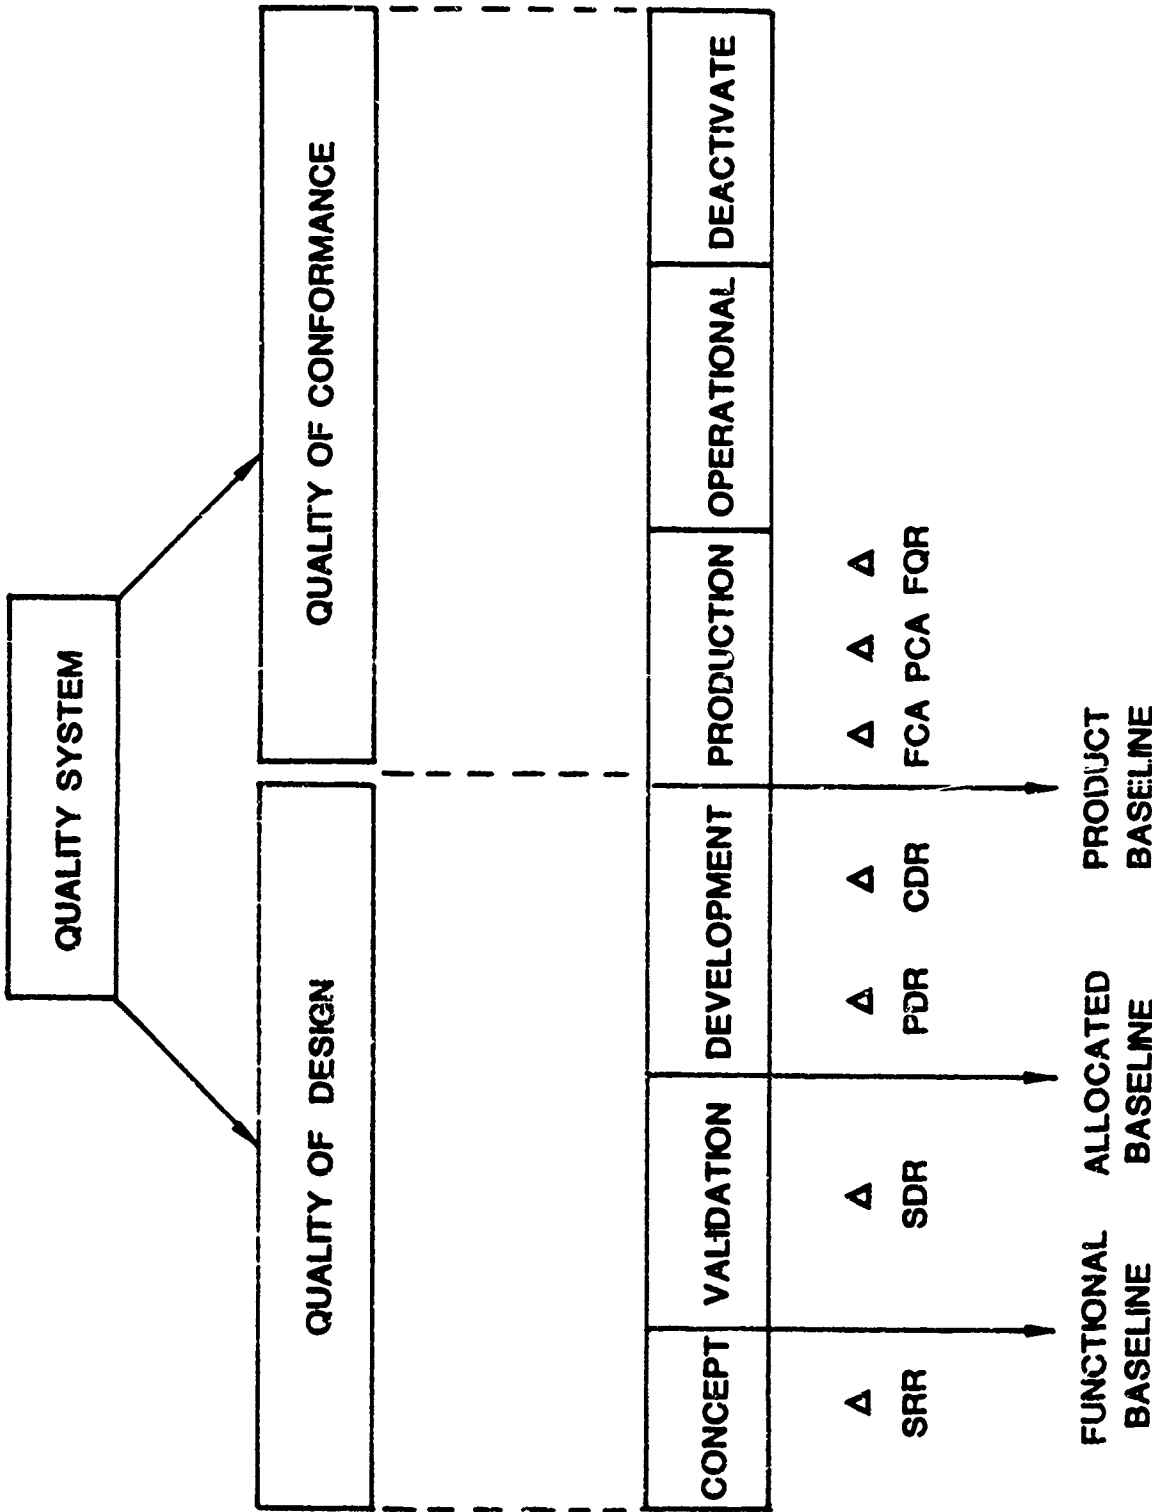 QUALITY SYSTEM
QUALITY OF DESIGN
QUALITY OF CONFORMANCE
CONCEPT
VALIDATION
DEVELOPMENT
PRODUCTION
OPERATIONAL
DEACTIVATE
SRR
SDR
PDR
CDR
FCA
PCA
FQR
FUNCTIONAL
BASELINE
ALLOCATED
BASELINE
PRODUCT
BASELINE